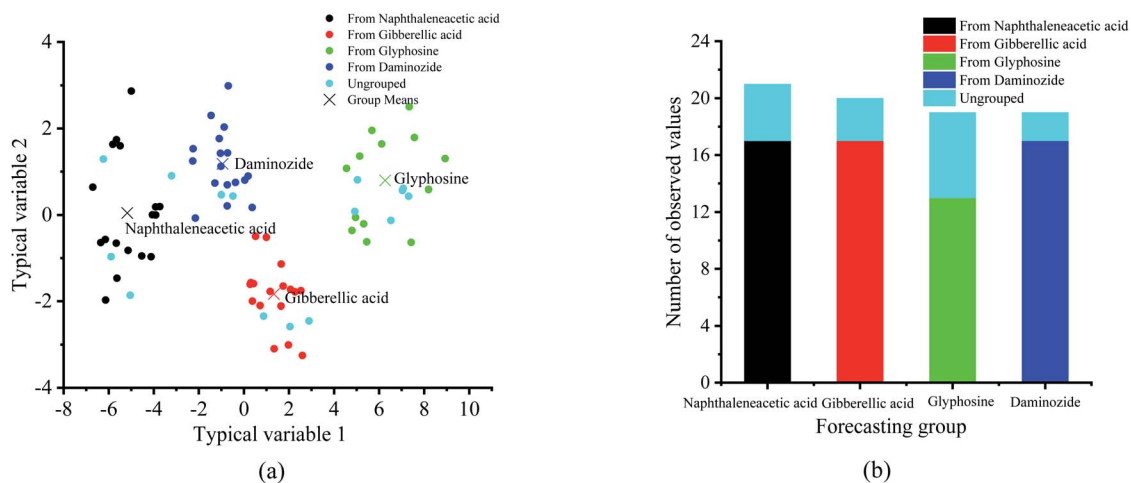 From Naphthaleneacetic acid
From Gibberellic acid
From Glyphosine
From Daminozide
Ungrouped
Group Means
4
2
0
-2
-4
Typical variable 2
Daminozide
Glyphosine
Naphthaleneacetic acid
Gibberellic acid
-8 -6 -4 -2 0 2 4 6 8 10
Typical variable 1
(a)
From Naphthaleneacetic acid
From Gibberellic acid
From Glyphosine
From Daminozide
Ungrouped
24
20
16
12
8
4
0
Number of observed values
Naphthaleneacetic acid Gibberellic acid Glyphosine Daminozide
Forecasting group
(b)